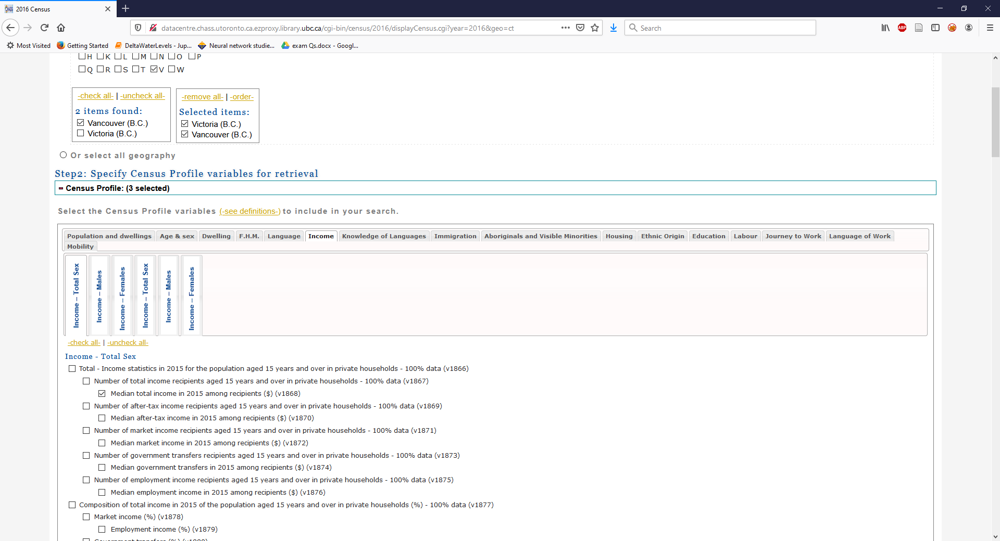 2016 Census
datacentre.chass.utoronto.ca.ezproxy.library.ubc.ca/cgi-bin/census/2016/displayCensus.cgi?year=2016&geo=ct
Search
ABP
Most Visited Getting Started DeltaWaterLevels - Jup... Neural network studie... exam Qs.docx - Googl...
H K L M N O P
Q R S T V W
-check all- | -uncheck all-
2 items found:
Vancouver (B.C.)
Victoria (B.C.)
-remove all- | -order-
Selected items:
Victoria (B.C.)
Vancouver (B.C.)
Or select all geography
Step2: Specify Census Profile variables for retrieval
Census Profile: (3 selected)
Select the Census Profile variables (-see definitions-) to include in your search.
Population and dwellings Age & sex Dwelling F.H.M. Language Income Knowledge of Languages Immigration Aboriginals and Visible Minorities Housing Ethnic Origin Education Labour Journey to Work Language of Work
Mobility
Income – Total Sex
Income – Males
Income – Females
Income – Total Sex
Income – Males
Income – Females
-check all- | -uncheck all-
Income - Total Sex
Total - Income statistics in 2015 for the population aged 15 years and over in private households - 100% data (v1866)
Number of total income recipients aged 15 years and over in private households - 100% data (v1867)
Median total income in 2015 among recipients ($) (v1868)
Number of after-tax income recipients aged 15 years and over in private households - 100% data (v1869)
Median after-tax income in 2015 among recipients ($) (v1870)
Number of market income recipients aged 15 years and over in private households - 100% data (v1871)
Median market income in 2015 among recipients ($) (v1872)
Number of government transfers recipients aged 15 years and over in private households - 100% data (v1873)
Median government transfers in 2015 among recipients ($) (v1874)
Number of employment income recipients aged 15 years and over in private households - 100% data (v1875)
Median employment income in 2015 among recipients ($) (v1876)
Composition of total income in 2015 of the population aged 15 years and over in private households (%) - 100% data (v1877)
Market income (%) (v1878)
Employment income (%) (v1879)